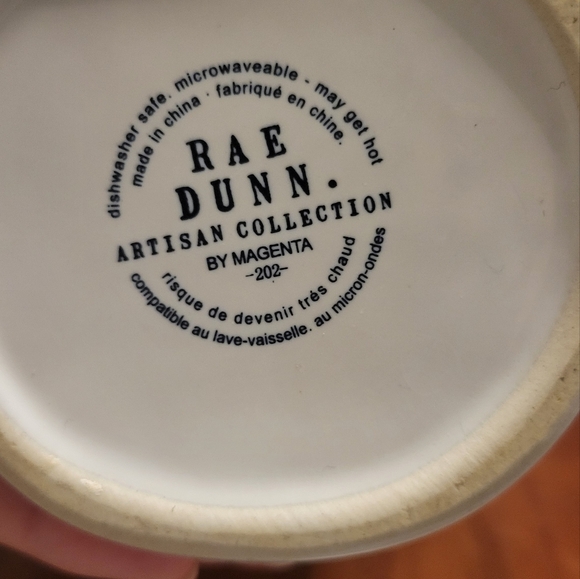 dishwasher safe. microwaveable - may get hot
made in china · fabriqué en chine.
RAE
DUNN.
ARTISAN COLLECTION
BY MAGENTA
-202-
risque de devenir trés chaud
compatible au lave-vaisselle. au micron-ondes